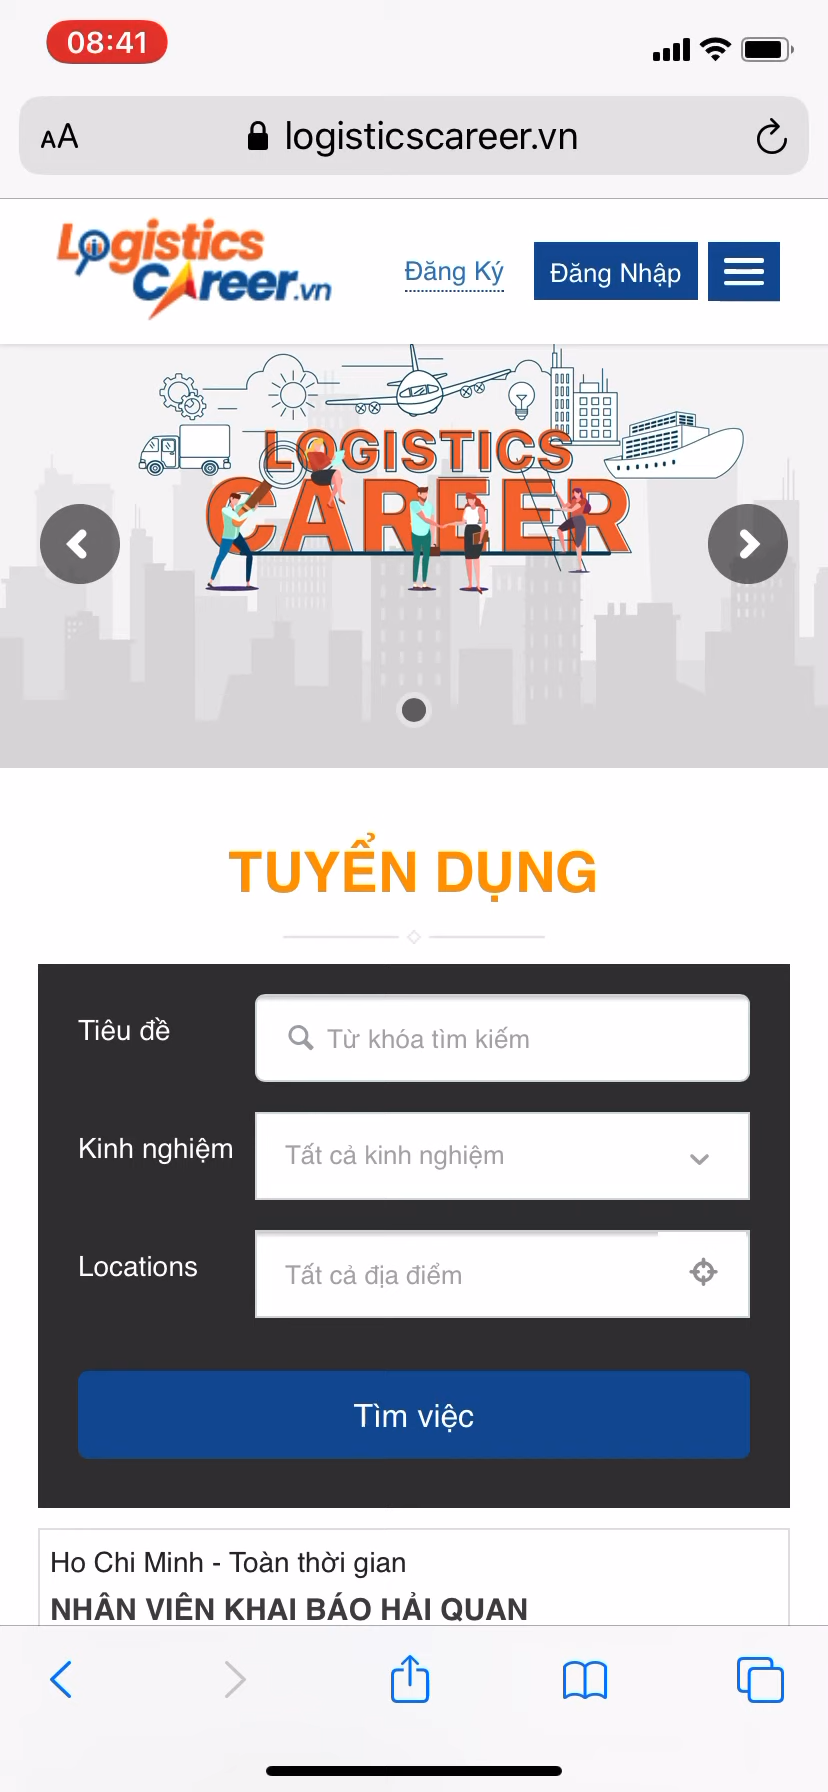 08:41
AA
logisticscareer.vn
Logistics
Career.vn
Đăng Ký
Đăng Nhập
LOGISTICS
CAREER
TUYỂN DỤNG
Tiêu đề
Từ khóa tìm kiếm
Kinh nghiệm
Tất cả kinh nghiệm
Locations
Tất cả địa điểm
Tìm việc
Ho Chi Minh - Toàn thời gian
NHÂN VIÊN KHAI BÁO HẢI QUAN